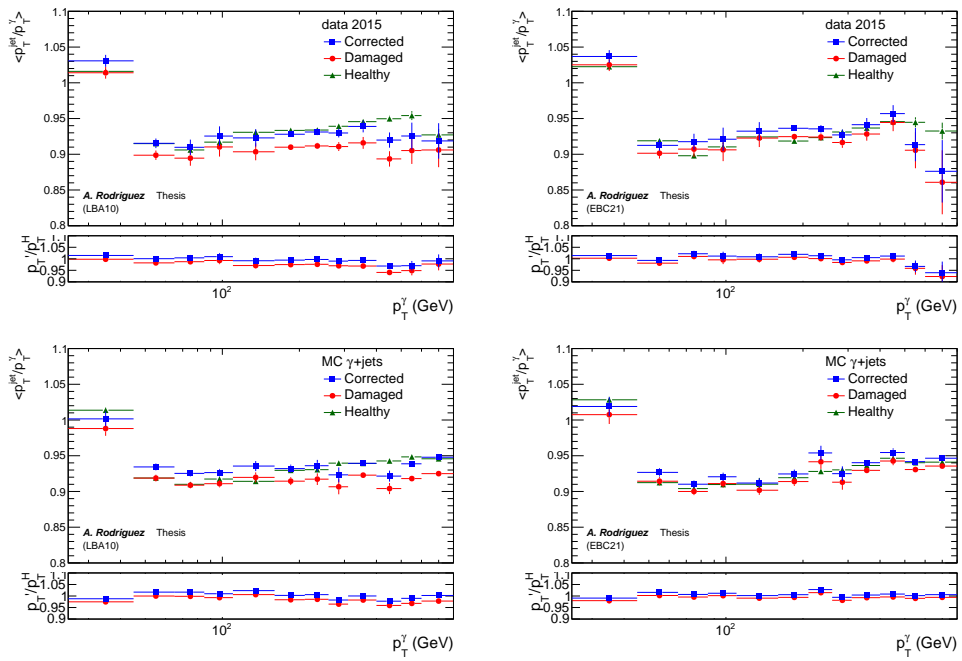 data 2015
Corrected
Damaged
Healthy
A. Rodriguez Thesis
(LBA10)
<p_T^jet/p_T^γ>
1.1
1.05
1
0.95
0.9
0.85
0.8
p_T'/p_T^H
1.1
1.05
0.95
0.9
10^2
p_T^γ (GeV)
data 2015
Corrected
Damaged
Healthy
A. Rodriguez Thesis
(EBC21)
<p_T^jet/p_T^γ>
1.1
1.05
1
0.95
0.9
0.85
0.8
p_T'/p_T^H
1.1
1.05
0.95
0.9
10^2
p_T^γ (GeV)
MC γ+jets
Corrected
Damaged
Healthy
A. Rodriguez Thesis
(LBA10)
<p_T^jet/p_T^γ>
1.1
1.05
1
0.95
0.9
0.85
0.8
p_T'/p_T^H
1.1
1.05
0.95
10^2
p_T^γ (GeV)
MC γ+jets
Corrected
Damaged
Healthy
A. Rodriguez Thesis
(EBC21)
<p_T^jet/p_T^γ>
1.1
1.05
1
0.95
0.9
0.85
0.8
p_T'/p_T^H
1.1
1.05
0.95
10^2
p_T^γ (GeV)